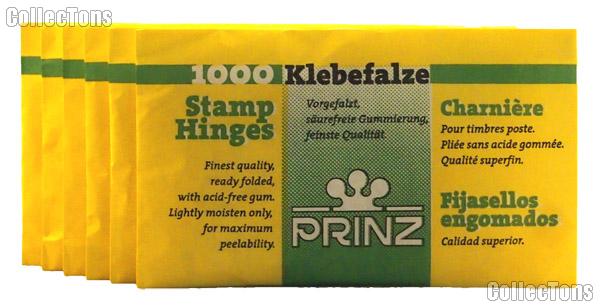 CollecTons
1000 Klebefalze
Stamp
Hinges
Finest quality,
ready folded,
with acid-free gum.
Lightly moisten only,
for maximum
peelability.
Vorgefalzt,
säurefreie Gummierung,
feinste Qualität.
PRINZ
Charnière
Pour timbres poste.
Pliée sans acide gommée.
Qualité superfin.
Fijasellos
engomados
Calidad superior.
CollecTons